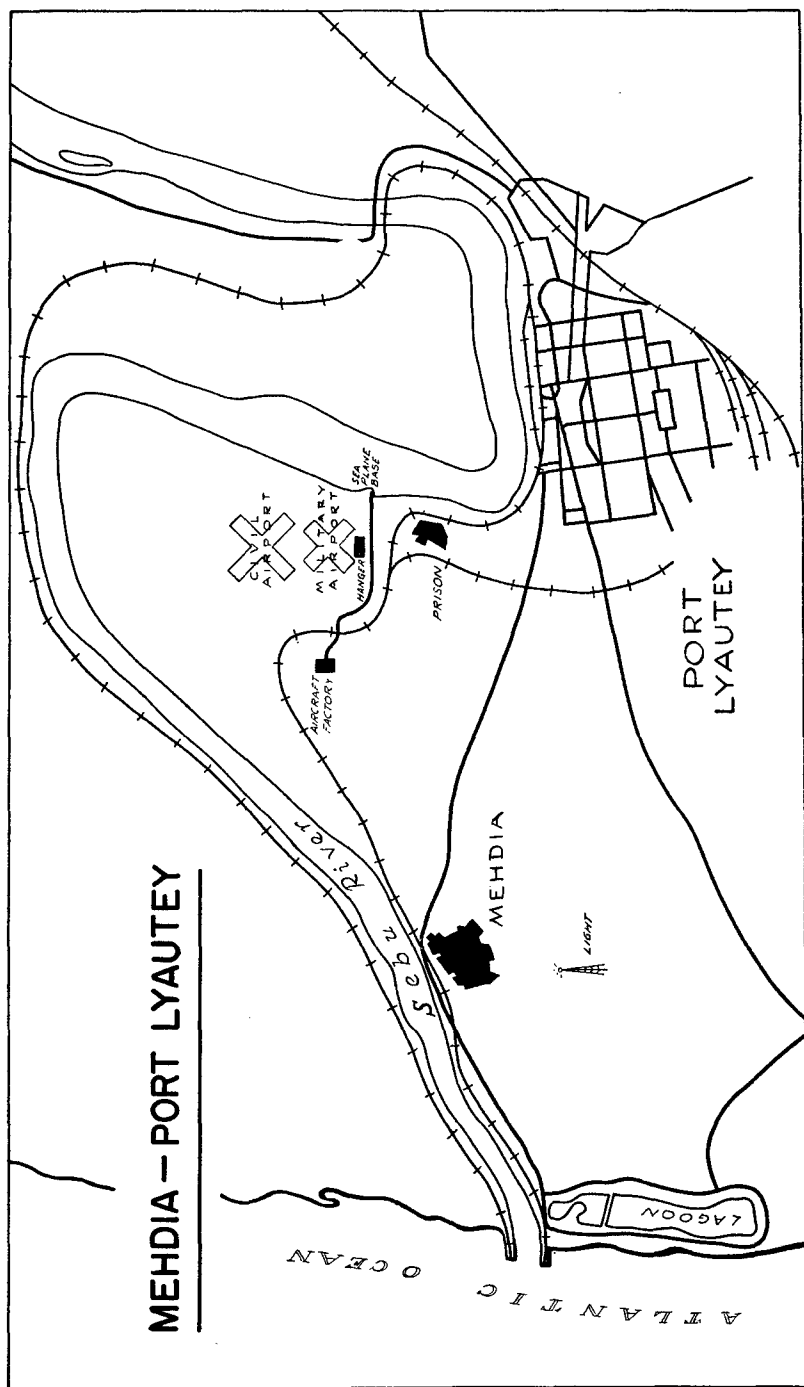 MEHDIA — PORT LYAUTEY
CIVIL
AIRPORT
MILITARY
AIRPORT
SEA
PLANE
BASE
HANGER
AIRCRAFT
FACTORY
PRISON
Sebu River
MEHDIA
LIGHT
PORT
LYAUTEY
LAGOON
ATLANTIC OCEAN